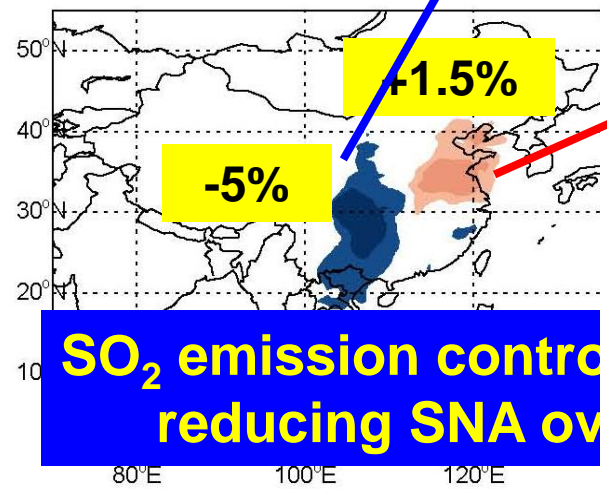 50°N
+1.5%
40°N
-5%
30°N
20°N
10
SO₂ emission contro
reducing SNA ov
80°E 100°E 120°E